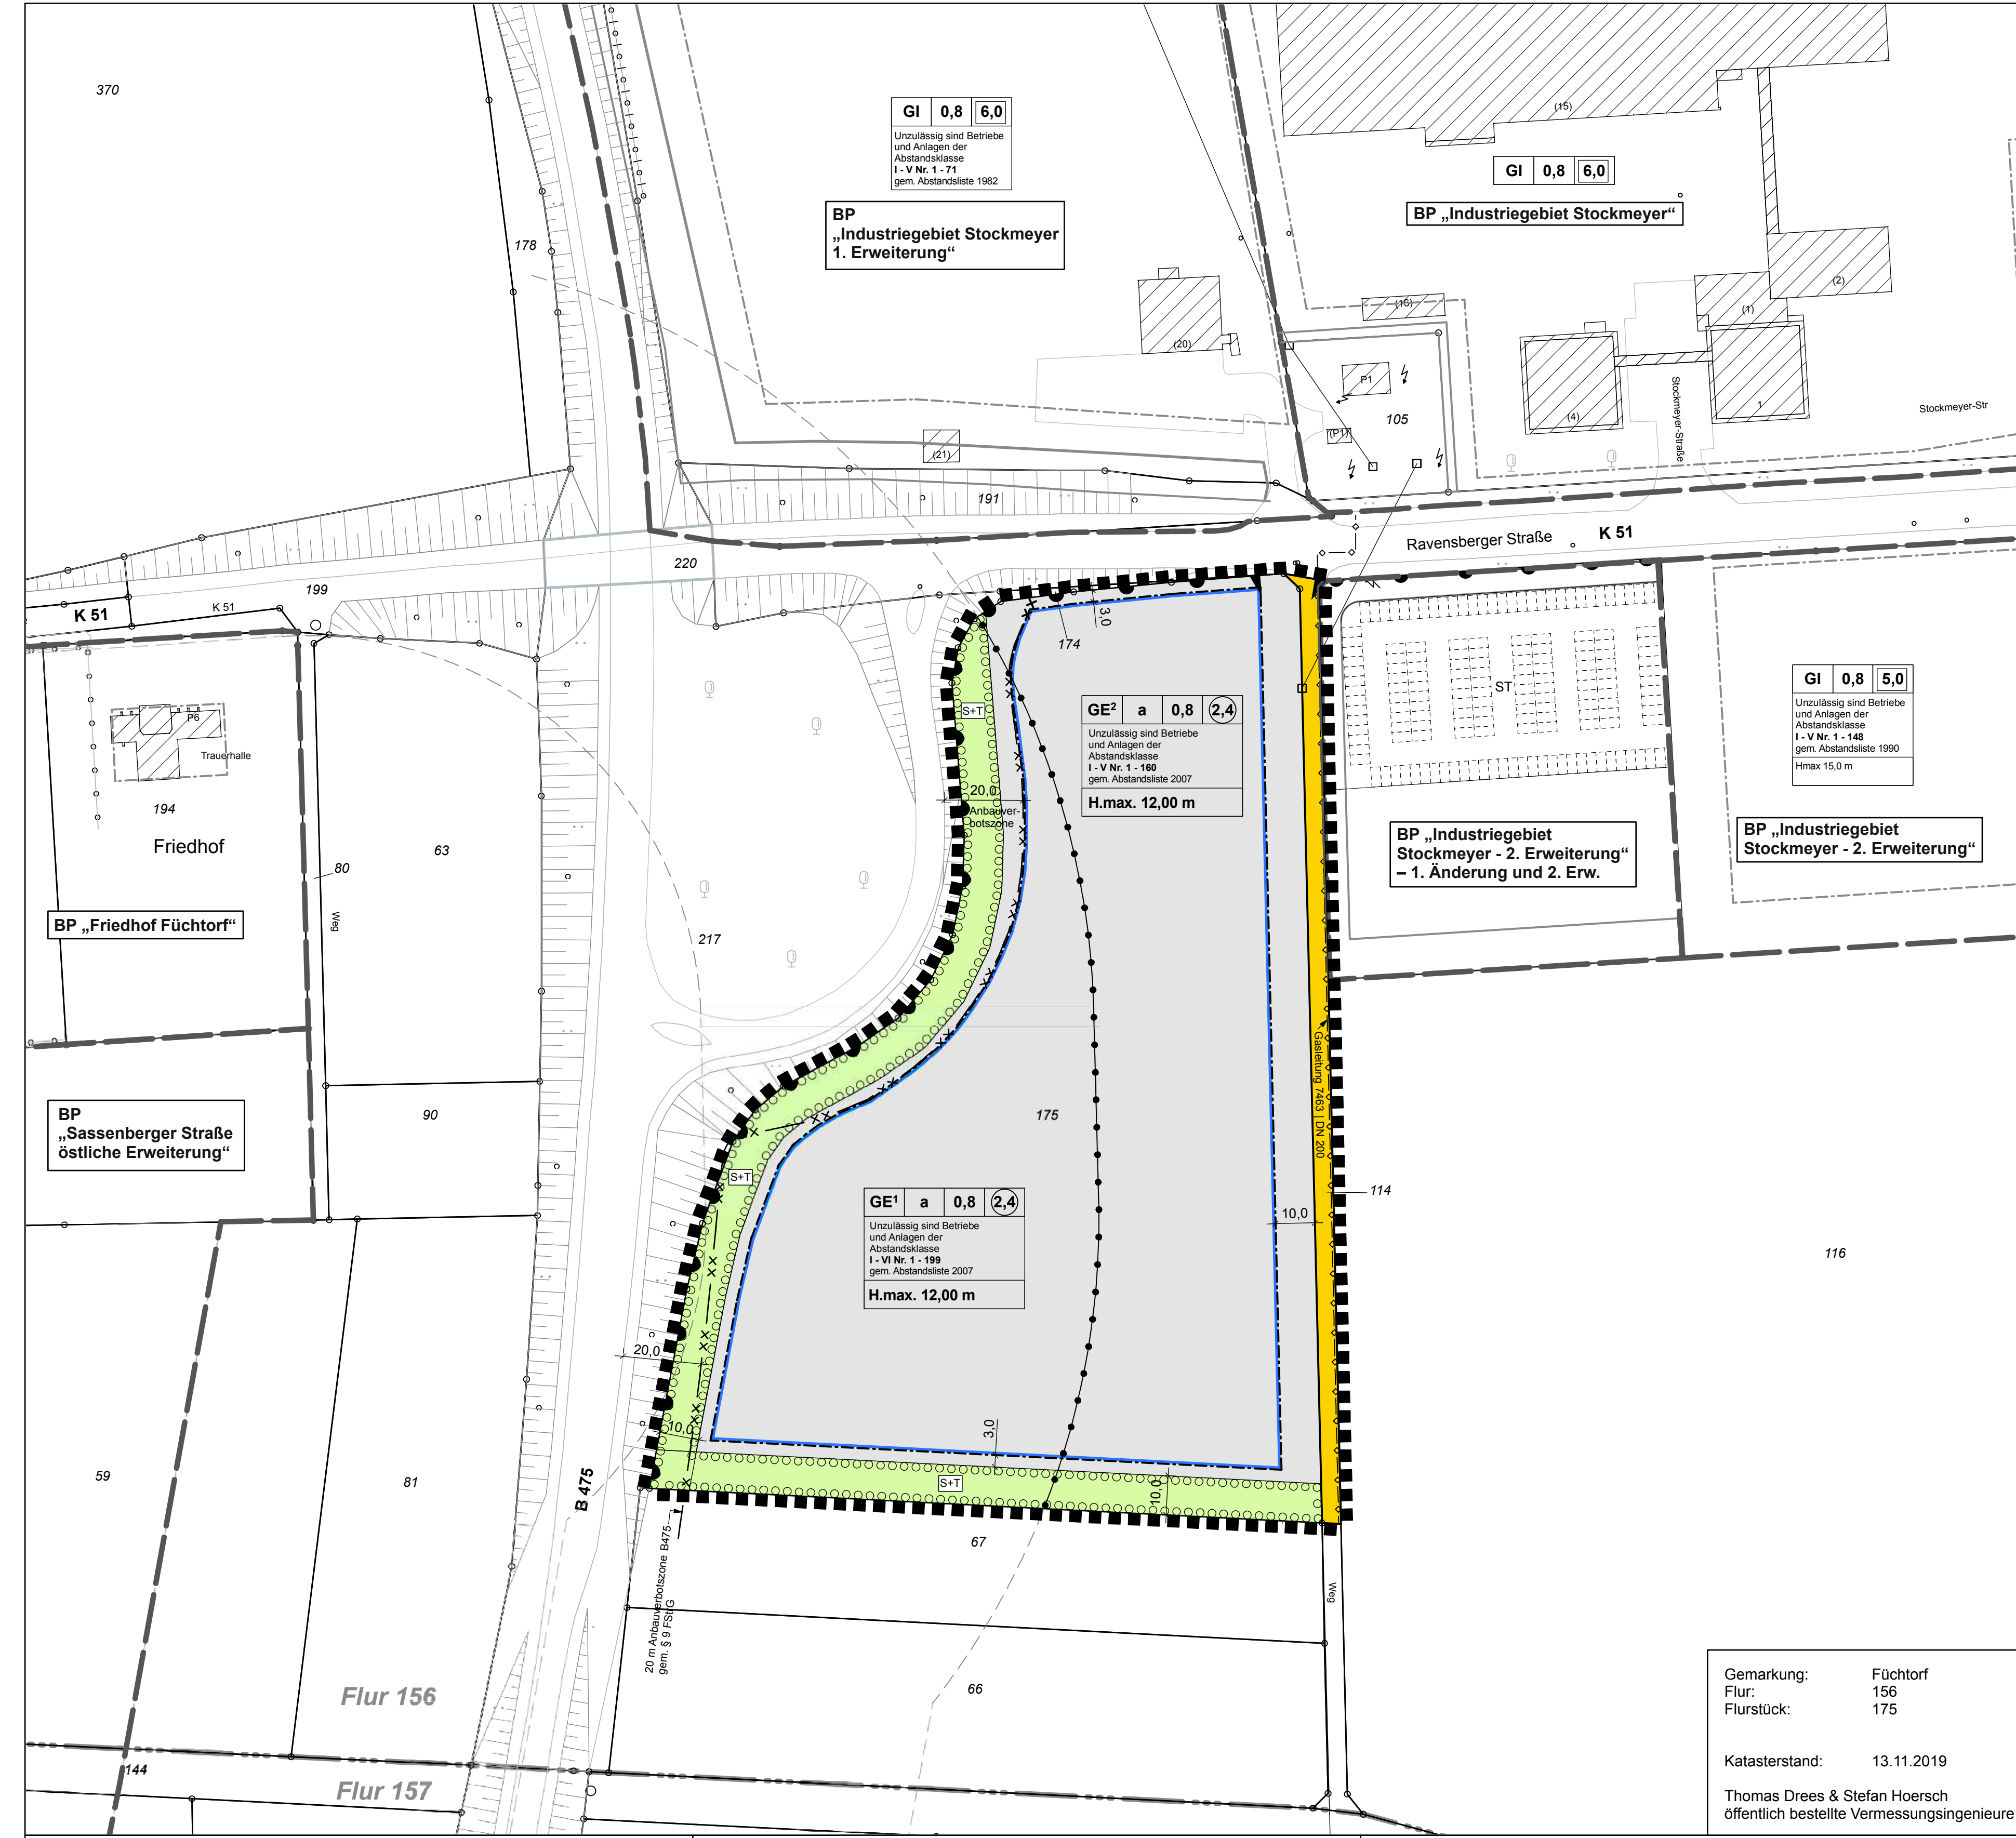 370
178
GI 0,8 6,0
Unzulässig sind Betriebe
und Anlagen der
Abstandsklasse
I - V Nr. 1 - 71
gem. Abstandsliste 1982
BP
„Industriegebiet Stockmeyer
1. Erweiterung“
(15)
GI 0,8 6,0
BP „Industriegebiet Stockmeyer“
(2)
(1)
(16)
(20)
P1
105
(P1)
(4)
1
Stockmeyer-Straße
Stockmeyer-Str
(21)
191
Ravensberger Straße
K 51
220
199
K 51
K 51
P6
Trauerhalle
194
Friedhof
80
63
Weg
BP „Friedhof Füchtorf“
217
S+T
3,0
174
GE² a 0,8 2,4
Unzulässig sind Betriebe
und Anlagen der
Abstandsklasse
I - V Nr. 1 - 160
gem. Abstandsliste 2007
H.max. 12,00 m
20,0
Anbauver-
botszone
ST
GI 0,8 5,0
Unzulässig sind Betriebe
und Anlagen der
Abstandsklasse
I - V Nr. 1 - 148
gem. Abstandsliste 1990
Hmax 15,0 m
BP „Industriegebiet
Stockmeyer - 2. Erweiterung“
– 1. Änderung und 2. Erw.
BP „Industriegebiet
Stockmeyer - 2. Erweiterung“
BP
„Sassenberger Straße
östliche Erweiterung“
90
175
Gasleitung 7463 | DN 200
S+T
GE¹ a 0,8 2,4
Unzulässig sind Betriebe
und Anlagen der
Abstandsklasse
I - VI Nr. 1 - 199
gem. Abstandsliste 2007
H.max. 12,00 m
10,0
114
116
20,0
10,0
3,0
S+T
10,0
59
81
B 475
20 m Anbauverbotszone B475
gem. § 9 FStrG
67
Weg
66
Flur 156
144
Flur 157
Gemarkung: Füchtorf
Flur: 156
Flurstück: 175
Katasterstand: 13.11.2019
Thomas Drees & Stefan Hoersch
öffentlich bestellte Vermessungsingenieure